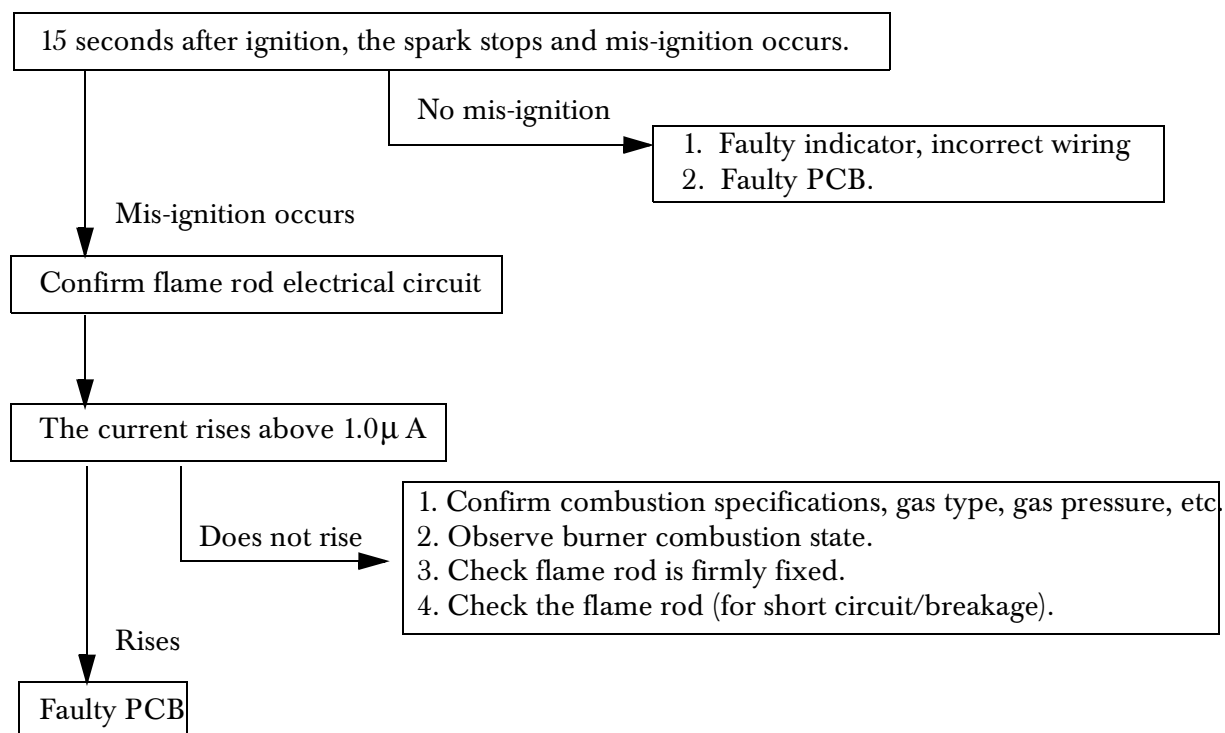 15 seconds after ignition, the spark stops and mis-ignition occurs.
No mis-ignition
1. Faulty indicator, incorrect wiring
2. Faulty PCB.
Mis-ignition occurs
Confirm flame rod electrical circuit
The current rises above 1.0μ A
Does not rise
1. Confirm combustion specifications, gas type, gas pressure, etc.
2. Observe burner combustion state.
3. Check flame rod is firmly fixed.
4. Check the flame rod (for short circuit/breakage).
Rises
Faulty PCB